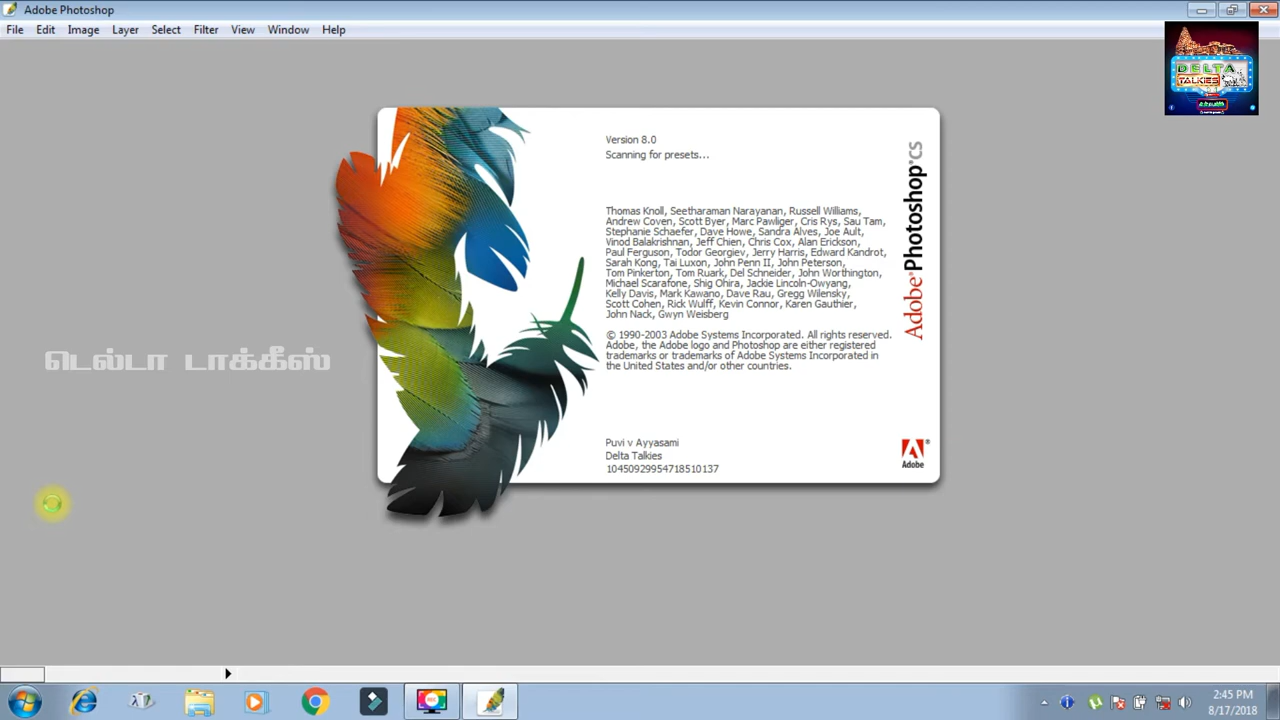 Adobe Photoshop
File Edit Image Layer Select Filter View Window Help
DELTA
TALKIES
Version 8.0
Scanning for presets...
Thomas Knoll, Seetharaman Narayanan, Russell Williams,
Andrew Coven, Scott Byer, Marc Pawliger, Cris Rys, Sau Tam,
Stephanie Schaefer, Dave Howe, Sandra Alves, Joe Ault,
Vinod Balakrishnan, Jeff Chien, Chris Cox, Alan Erickson,
Paul Ferguson, Todor Georgiev, Jerry Harris, Edward Kandrot,
Sarah Kong, Tai Luxon, John Penn II, John Peterson,
Tom Pinkerton, Tom Ruark, Del Schneider, John Worthington,
Michael Scarafone, Shig Ohira, Jackie Lincoln-Owyang,
Kelly Davis, Mark Kawano, Dave Rau, Gregg Wilensky,
Scott Cohen, Rick Wulff, Kevin Connor, Karen Gauthier,
John Nack, Gwyn Weisberg
© 1990-2003 Adobe Systems Incorporated. All rights reserved.
Adobe, the Adobe logo and Photoshop are either registered
trademarks or trademarks of Adobe Systems Incorporated in
the United States and/or other countries.
Adobe® Photoshop® CS
டெல்டா டாக்கீஸ்
Puvi v Ayyasami
Delta Talkies
10450929954718510137
Adobe®
2:45 PM
8/17/2018